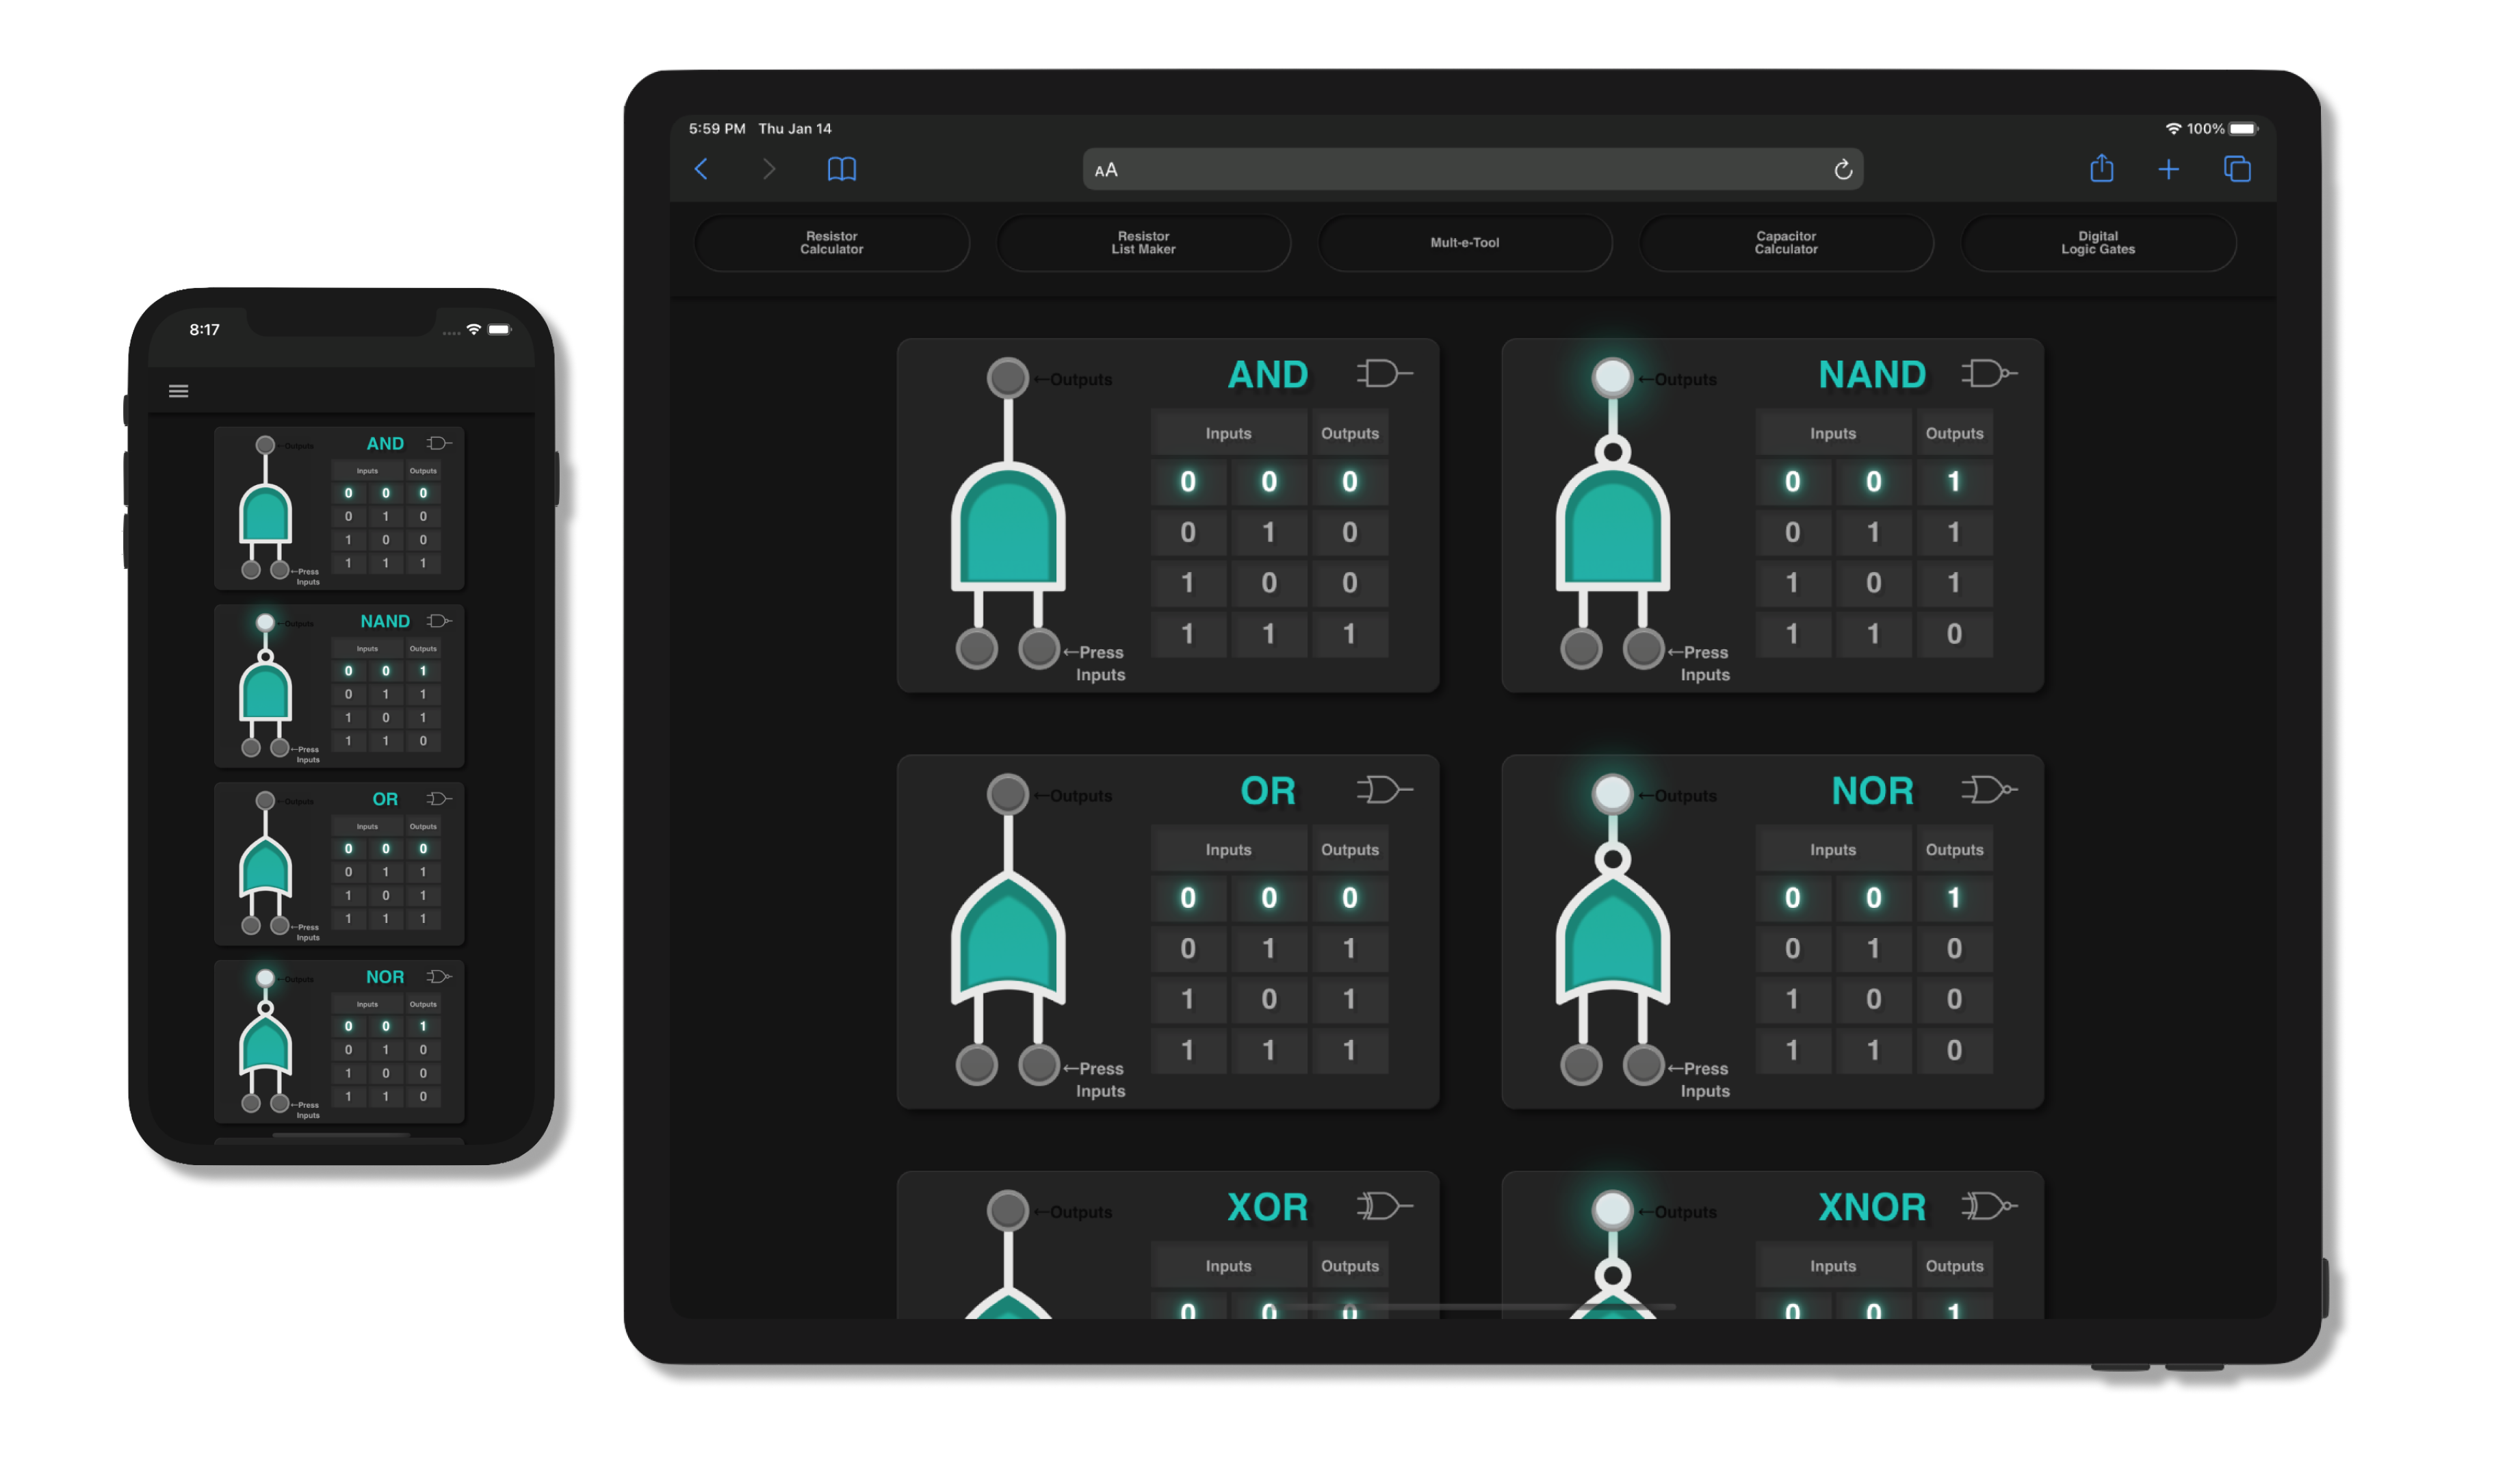 8:17
←Outputs
AND
Inputs Outputs
0 0 0
0 1 0
1 0 0
1 1 1
←Press
Inputs
←Outputs
NAND
Inputs Outputs
0 0 1
0 1 1
1 0 1
1 1 0
←Press
Inputs
←Outputs
OR
Inputs Outputs
0 0 0
0 1 1
1 0 1
1 1 1
←Press
Inputs
←Outputs
NOR
Inputs Outputs
0 0 1
0 1 0
1 0 0
1 1 0
←Press
Inputs
5:59 PM Thu Jan 14
100%
AA
Resistor
Calculator
Resistor
List Maker
Mult-e-Tool
Capacitor
Calculator
Digital
Logic Gates
←Outputs
AND
Inputs Outputs
0 0 0
0 1 0
1 0 0
1 1 1
←Press
Inputs
←Outputs
NAND
Inputs Outputs
0 0 1
0 1 1
1 0 1
1 1 0
←Press
Inputs
←Outputs
OR
Inputs Outputs
0 0 0
0 1 1
1 0 1
1 1 1
←Press
Inputs
←Outputs
NOR
Inputs Outputs
0 0 1
0 1 0
1 0 0
1 1 0
←Press
Inputs
←Outputs
XOR
Inputs Outputs
0 0 0
←Outputs
XNOR
Inputs Outputs
0 0 1